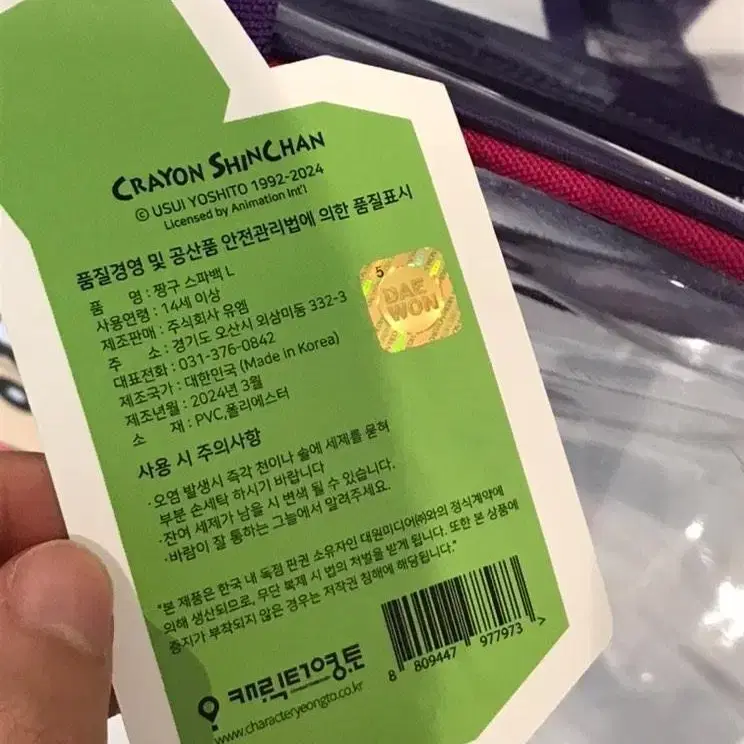 CRAYON SHINCHAN
© USUI YOSHITO 1992-2024
Licensed by Animation Int'l
품질경영 및 공산품 안전관리법에 의한 품질표시
품 명 : 짱구 스파백 L
사용연령 : 14세 이상
제조판매 : 주식회사 유엠
주 소 : 경기도 오산시 외삼미동 332-3
대표전화 : 031-376-0842
제조국가 : 대한민국 (Made in Korea)
제조년월 : 2024년 3월
소 재 : PVC,폴리에스터
5
DAE
WON
사용 시 주의사항
·오염 발생시 즉각 천이나 솔에 세제를 묻혀
부분 손세탁 하시기 바랍니다
·잔여 세제가 남을 시 변색 될 수 있습니다.
·바람이 잘 통하는 그늘에서 말려주세요.
"본 제품은 한국 내 독점 판권 소유자인 대원미디어㈜와의 정식계약에
의해 생산되므로, 무단 복제 시 법의 처벌을 받게 됩니다. 또한 본 상품에
증지가 부착되지 않은 경우는 저작권 침해에 해당됩니다."
캐릭터영토
www.characteryeongto.co.kr
8 809447 977973 >